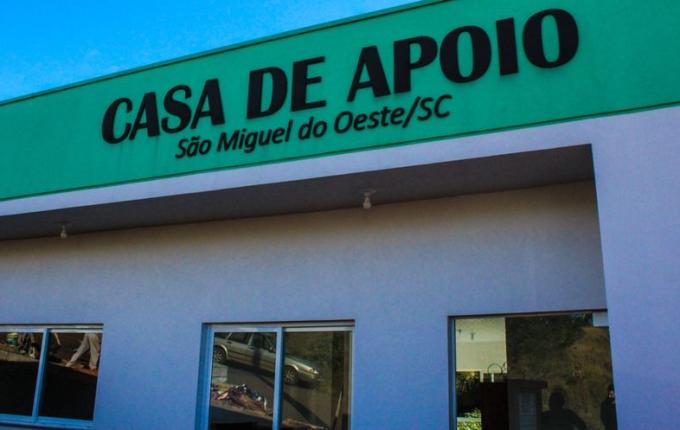 CASA DE APOIO
São Miguel do Oeste/SC